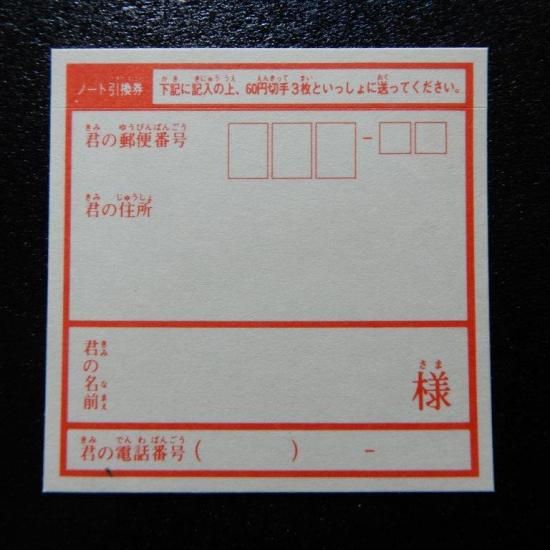 ノート引換券 下記に記入の上、60円切手3枚といっしょに送ってください。
君の郵便番号 －
君の住所
君の名前 様
君の電話番号（ ） －